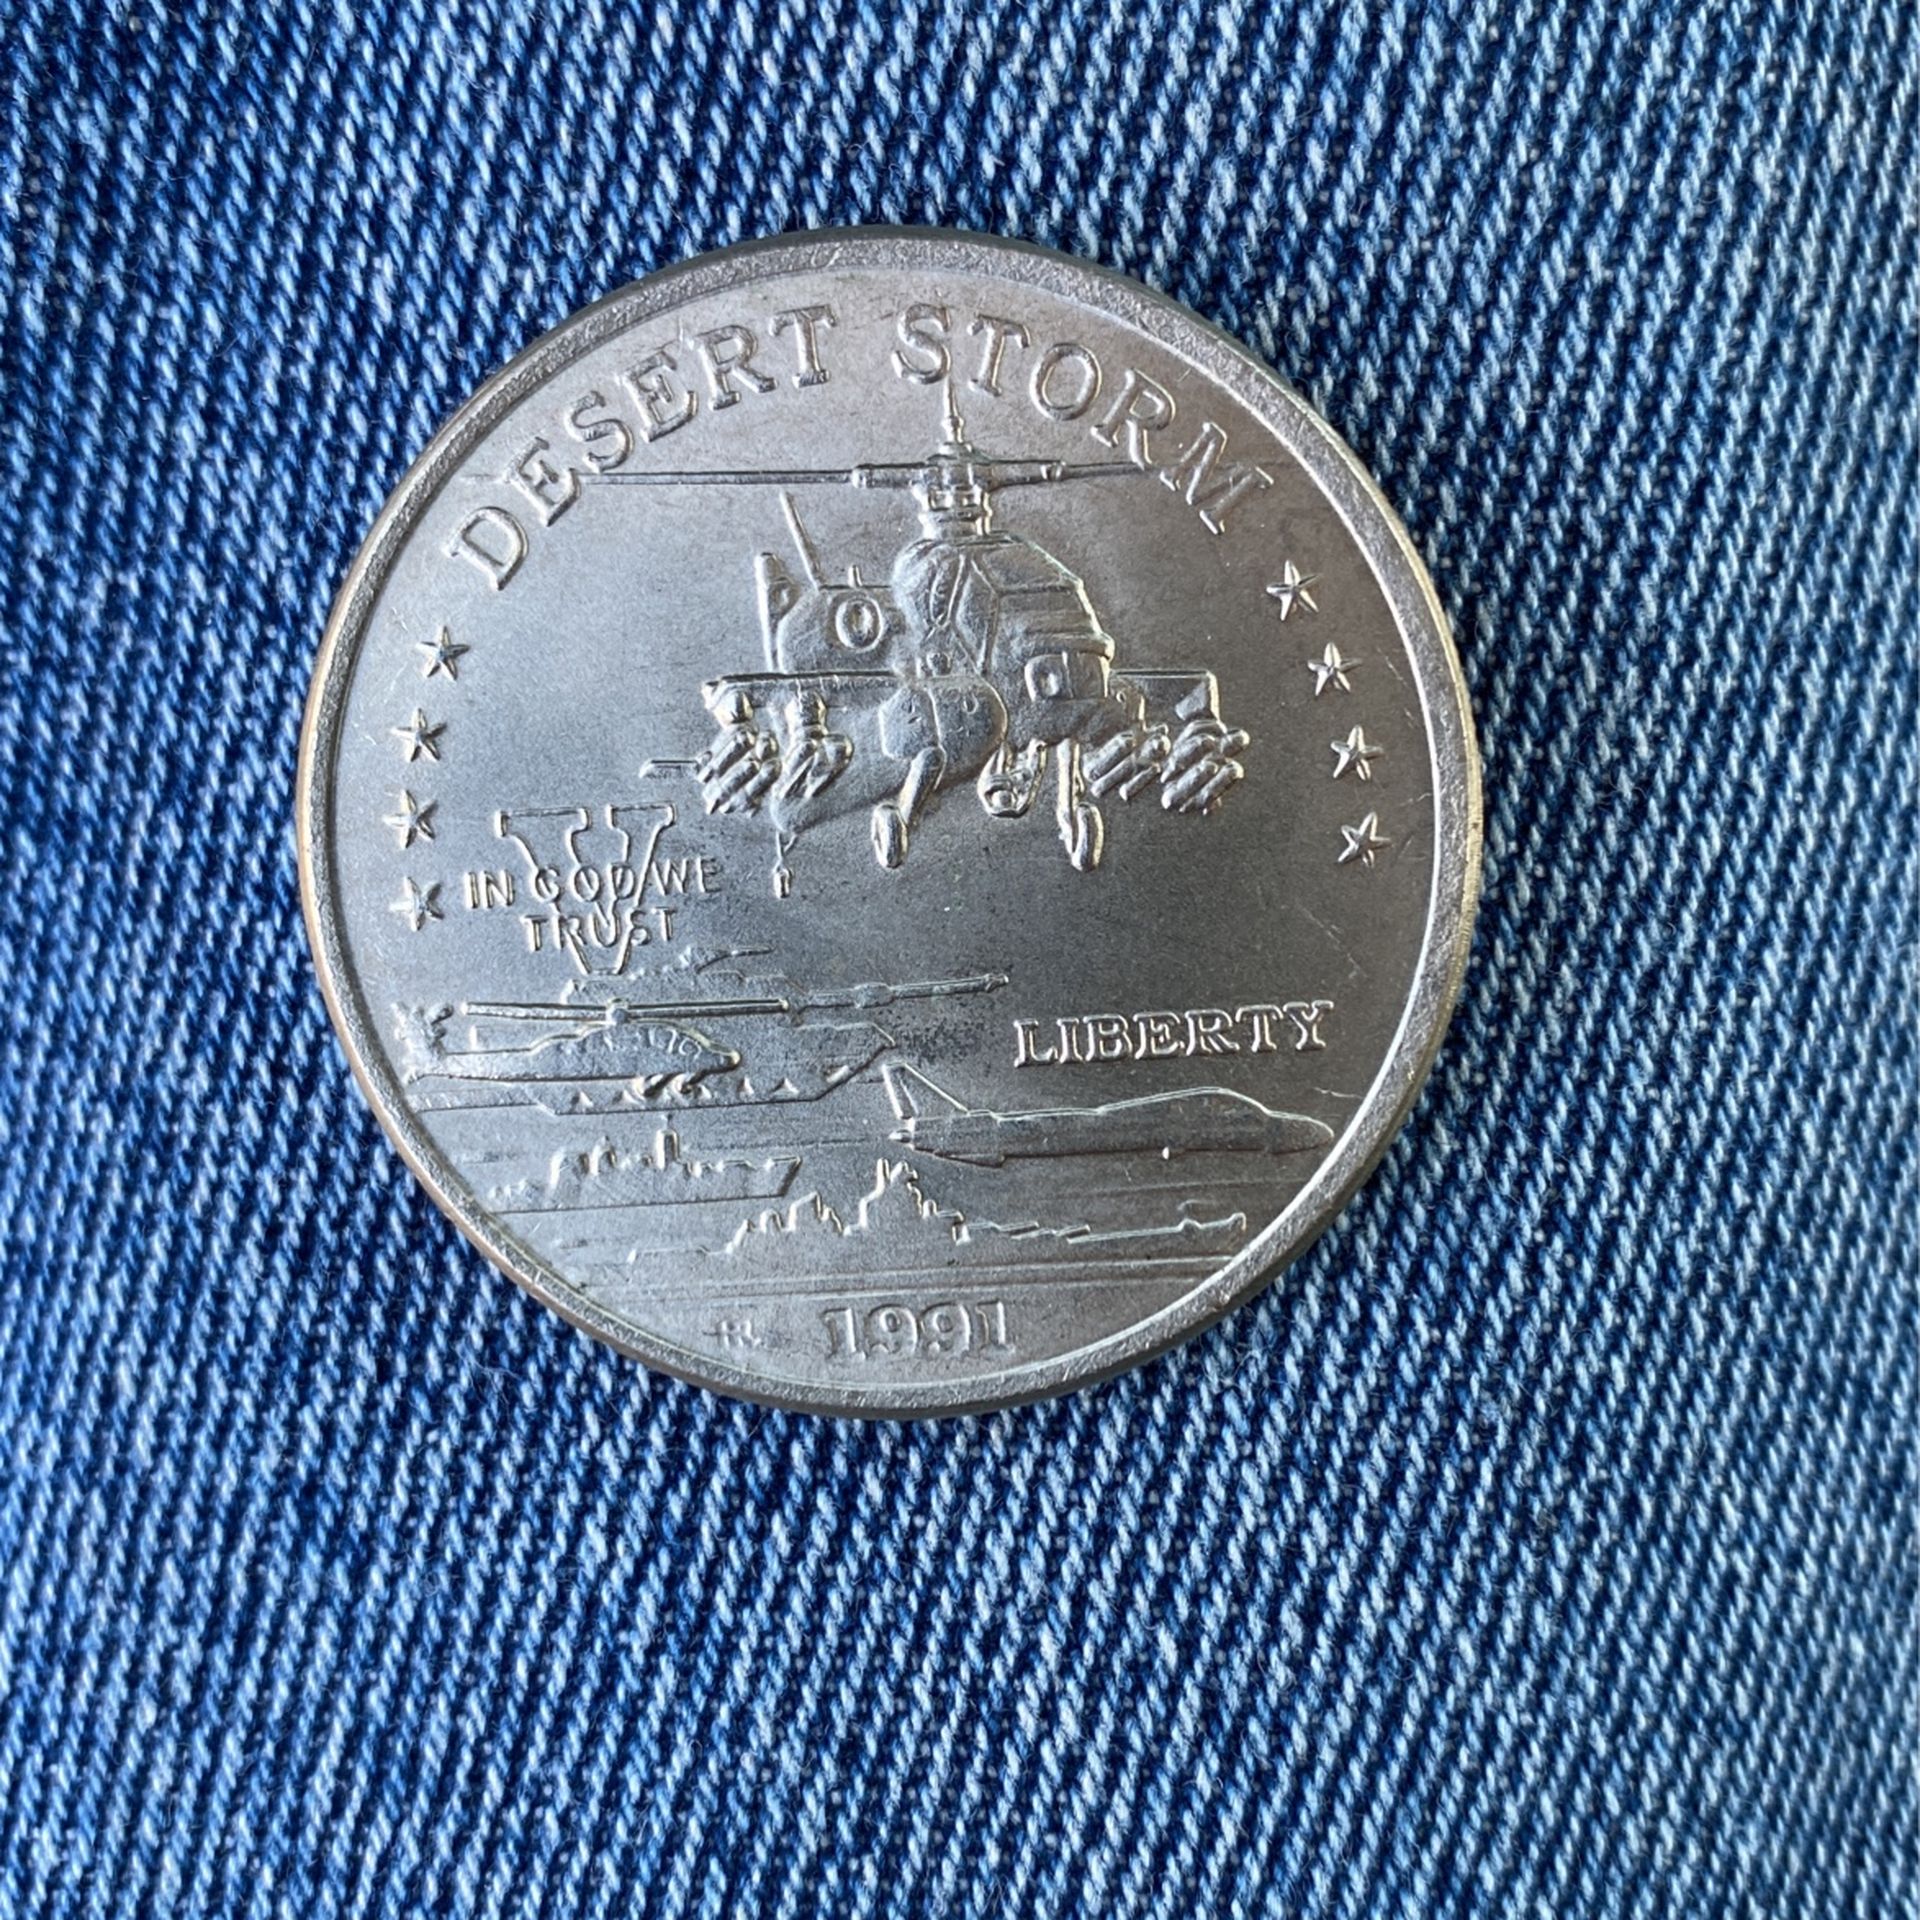 DESERT STORM
V
IN GOD WE
TRUST
LIBERTY
1991